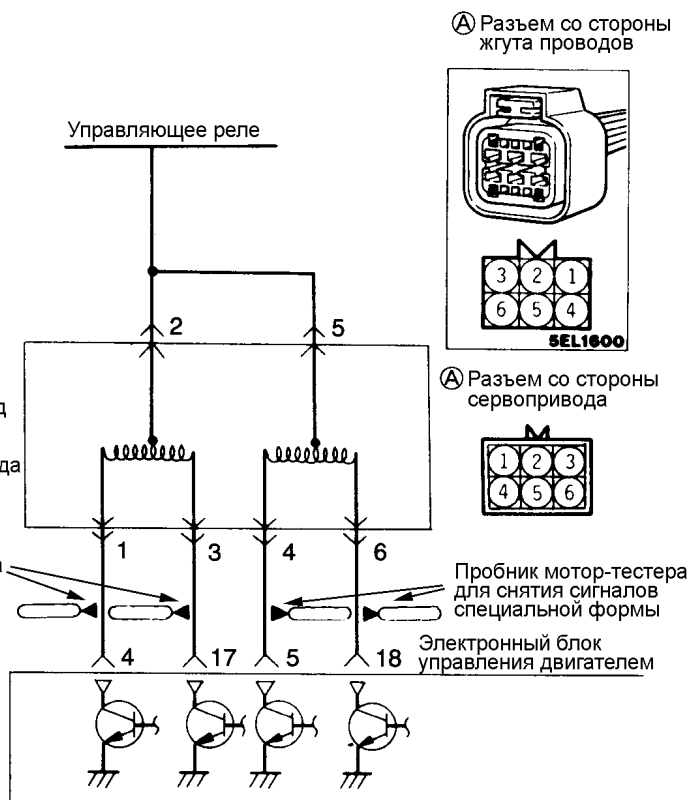 Ⓐ Разъем со стороны
жгута проводов
Управляющее реле
3 2 1
6 5 4
5EL1600
2 5
Ⓐ Разъем со стороны
сервопривода
1 2 3
4 5 6
д
да
1 3 4 6
а
Пробник мотор-тестера
для снятия сигналов
специальной формы
4 17 5 18
Электронный блок
управления двигателем